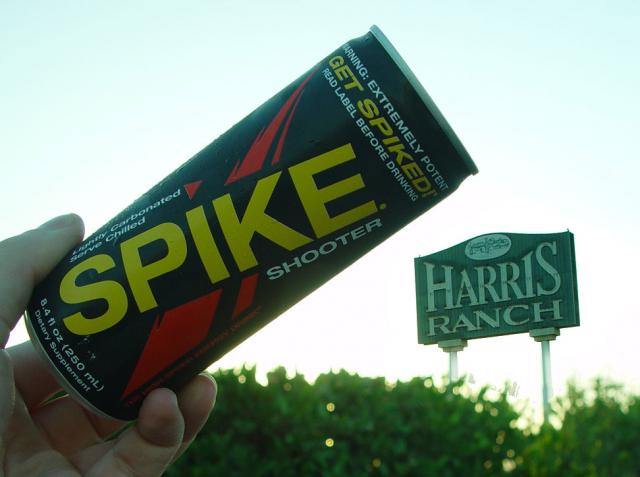 WARNING: EXTREMELY POTENT
GET SPIKED!
READ LABEL BEFORE DRINKING
Lightly Carbonated
Serve Chilled
SPIKE.
SHOOTER
8.4 fl oz (250 mL)
Dietary Supplement
HARRIS
RANCH